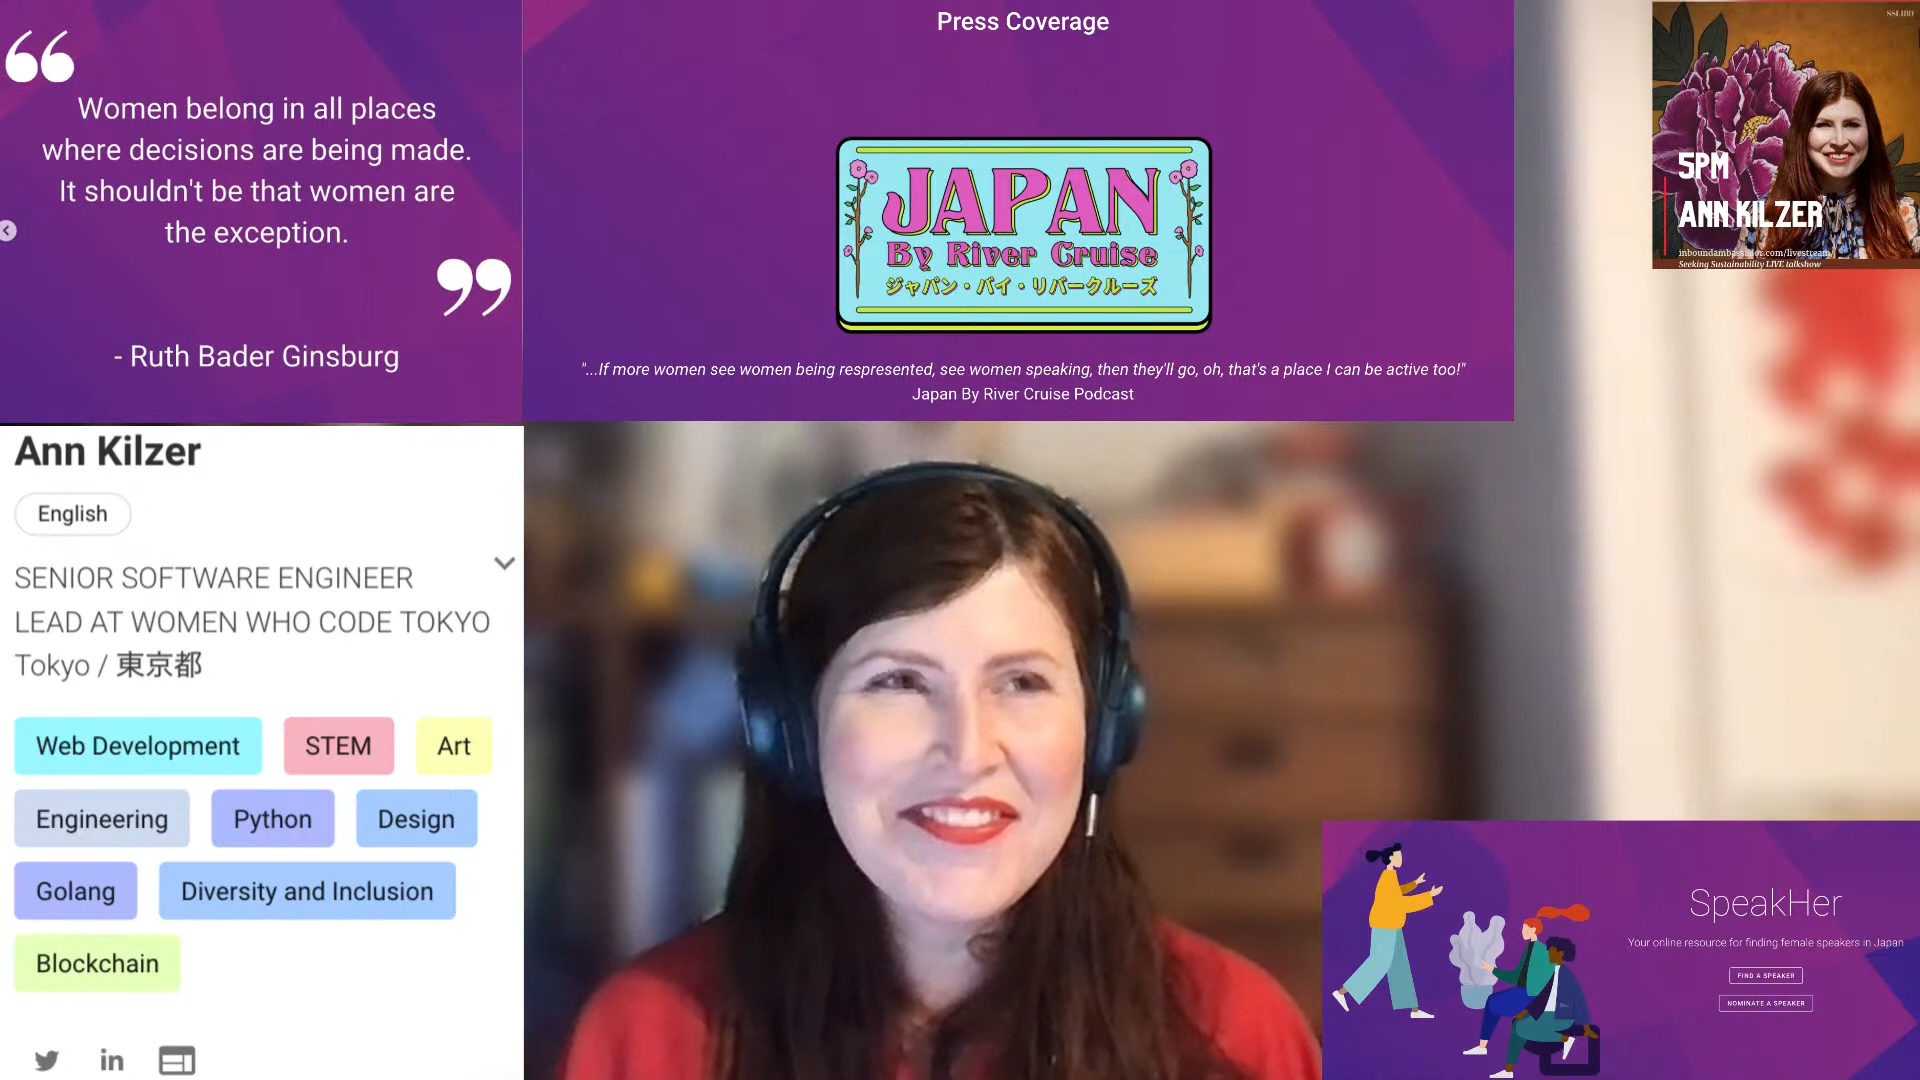 Women belong in all places
where decisions are being made.
It shouldn't be that women are
the exception.
- Ruth Bader Ginsburg
Press Coverage
JAPAN
By River Cruise
ジャパン・バイ・リバークルーズ
"...If more women see women being respresented, see women speaking, then they'll go, oh, that's a place I can be active too!"
Japan By River Cruise Podcast
SSL180
5PM
ANN KILZER
inboundambassador.com/livestream/
Seeking Sustainability LIVE talkshow
Ann Kilzer
English
SENIOR SOFTWARE ENGINEER
LEAD AT WOMEN WHO CODE TOKYO
Tokyo / 東京都
Web Development STEM Art
Engineering Python Design
Golang Diversity and Inclusion
Blockchain
in
SpeakHer
Your online resource for finding female speakers in Japan
FIND A SPEAKER
NOMINATE A SPEAKER